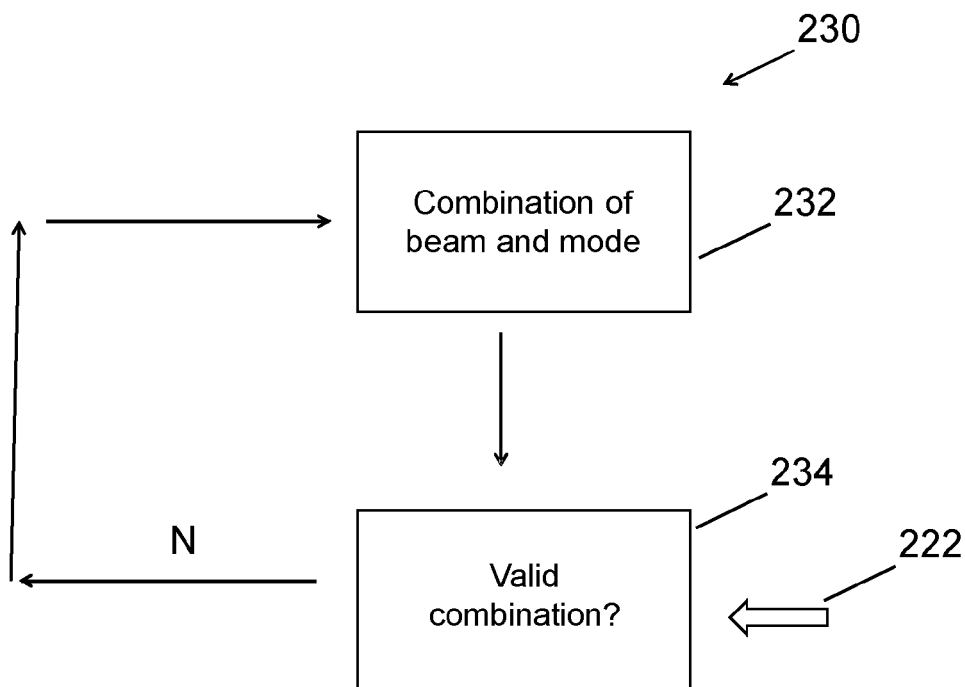 230
Combination of
beam and mode
232
234
N
222
Valid
combination?